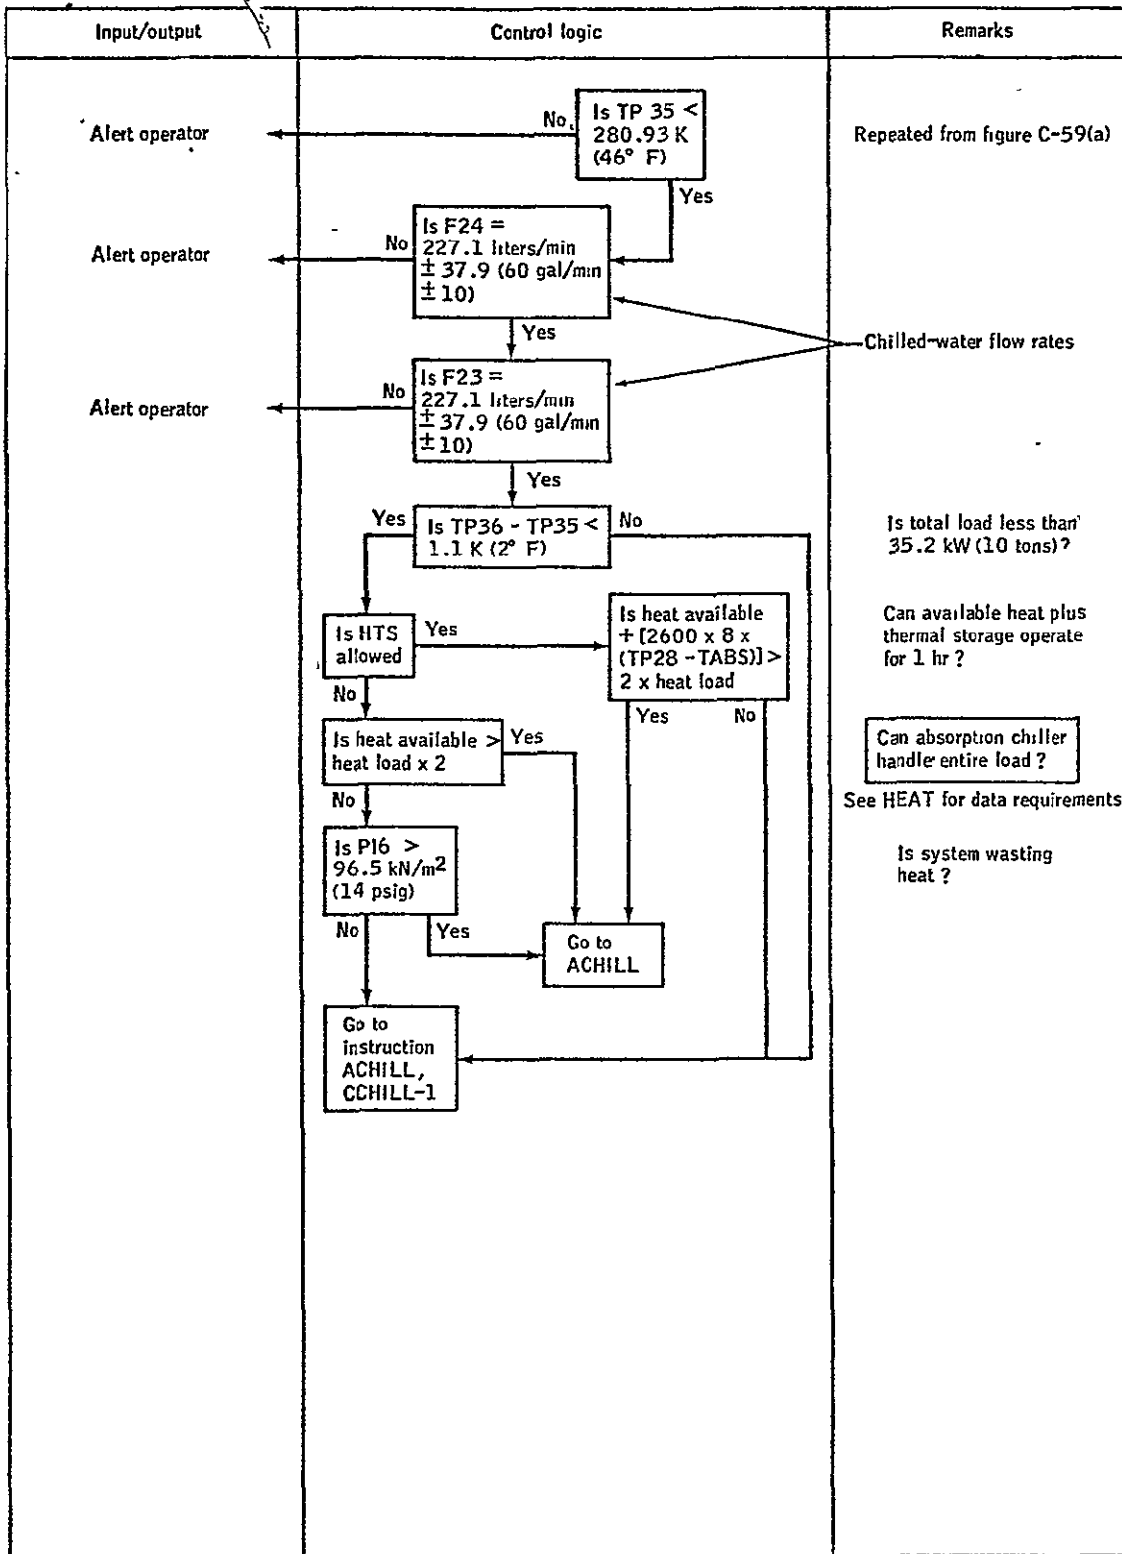 Input/output
Control logic
Remarks
Alert operator
No
Is TP 35 <
280.93 K
(46° F)
Repeated from figure C-59(a)
Yes
Alert operator
No
Is F24 =
227.1 liters/min
± 37.9 (60 gal/min
± 10)
Yes
Chilled-water flow rates
Alert operator
No
Is F23 =
227.1 liters/min
± 37.9 (60 gal/min
± 10)
Yes
Yes
Is TP36 - TP35 <
1.1 K (2° F)
No
Is total load less than
35.2 kW (10 tons)?
Is HTS
allowed
Yes
Is heat available
+ [2600 x 8 x
(TP28 - TABS)] >
2 x heat load
Can available heat plus
thermal storage operate
for 1 hr ?
No
Yes
No
Is heat available >
heat load x 2
Yes
Can absorption chiller
handle entire load ?
See HEAT for data requirements
No
Is P16 >
96.5 kN/m²
(14 psig)
Is system wasting
heat ?
No
Yes
Go to
ACHILL
Go to
instruction
ACHILL,
CCHILL-1